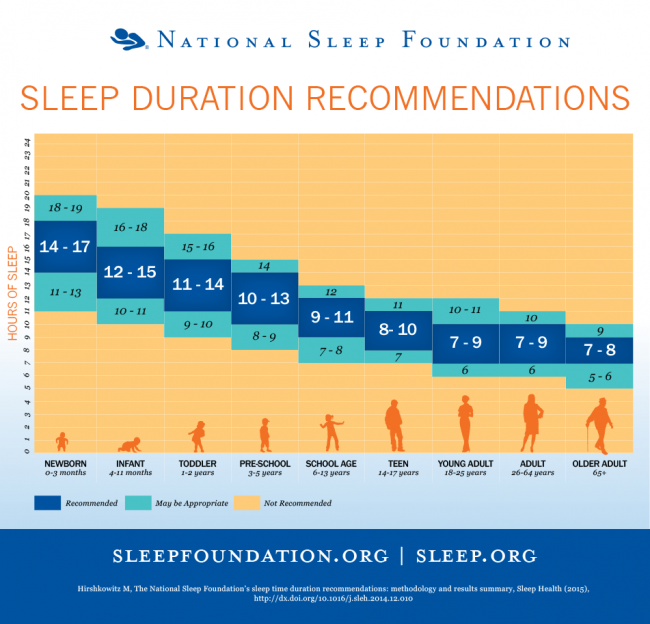 NATIONAL SLEEP FOUNDATION
SLEEP DURATION RECOMMENDATIONS
HOURS OF SLEEP
24
23
22
21
20
19
18
17
16
15
14
13
12
11
10
9
8
7
6
5
4
3
2
1
0
18 - 19
14 - 17
11 - 13
16 - 18
12 - 15
10 - 11
15 - 16
11 - 14
9 - 10
14
10 - 13
8 - 9
12
9 - 11
7 - 8
11
8- 10
7
10 - 11
7 - 9
6
10
7 - 9
6
9
7 - 8
5 - 6
NEWBORN
0-3 months
INFANT
4-11 months
TODDLER
1-2 years
PRE-SCHOOL
3-5 years
SCHOOL AGE
6-13 years
TEEN
14-17 years
YOUNG ADULT
18-25 years
ADULT
26-64 years
OLDER ADULT
65+
Recommended
May be Appropriate
Not Recommended
SLEEPFOUNDATION.ORG | SLEEP.ORG
Hirshkowitz M, The National Sleep Foundation's sleep time duration recommendations: methodology and results summary, Sleep Health (2015),
http://dx.doi.org/10.1016/j.sleh.2014.12.010